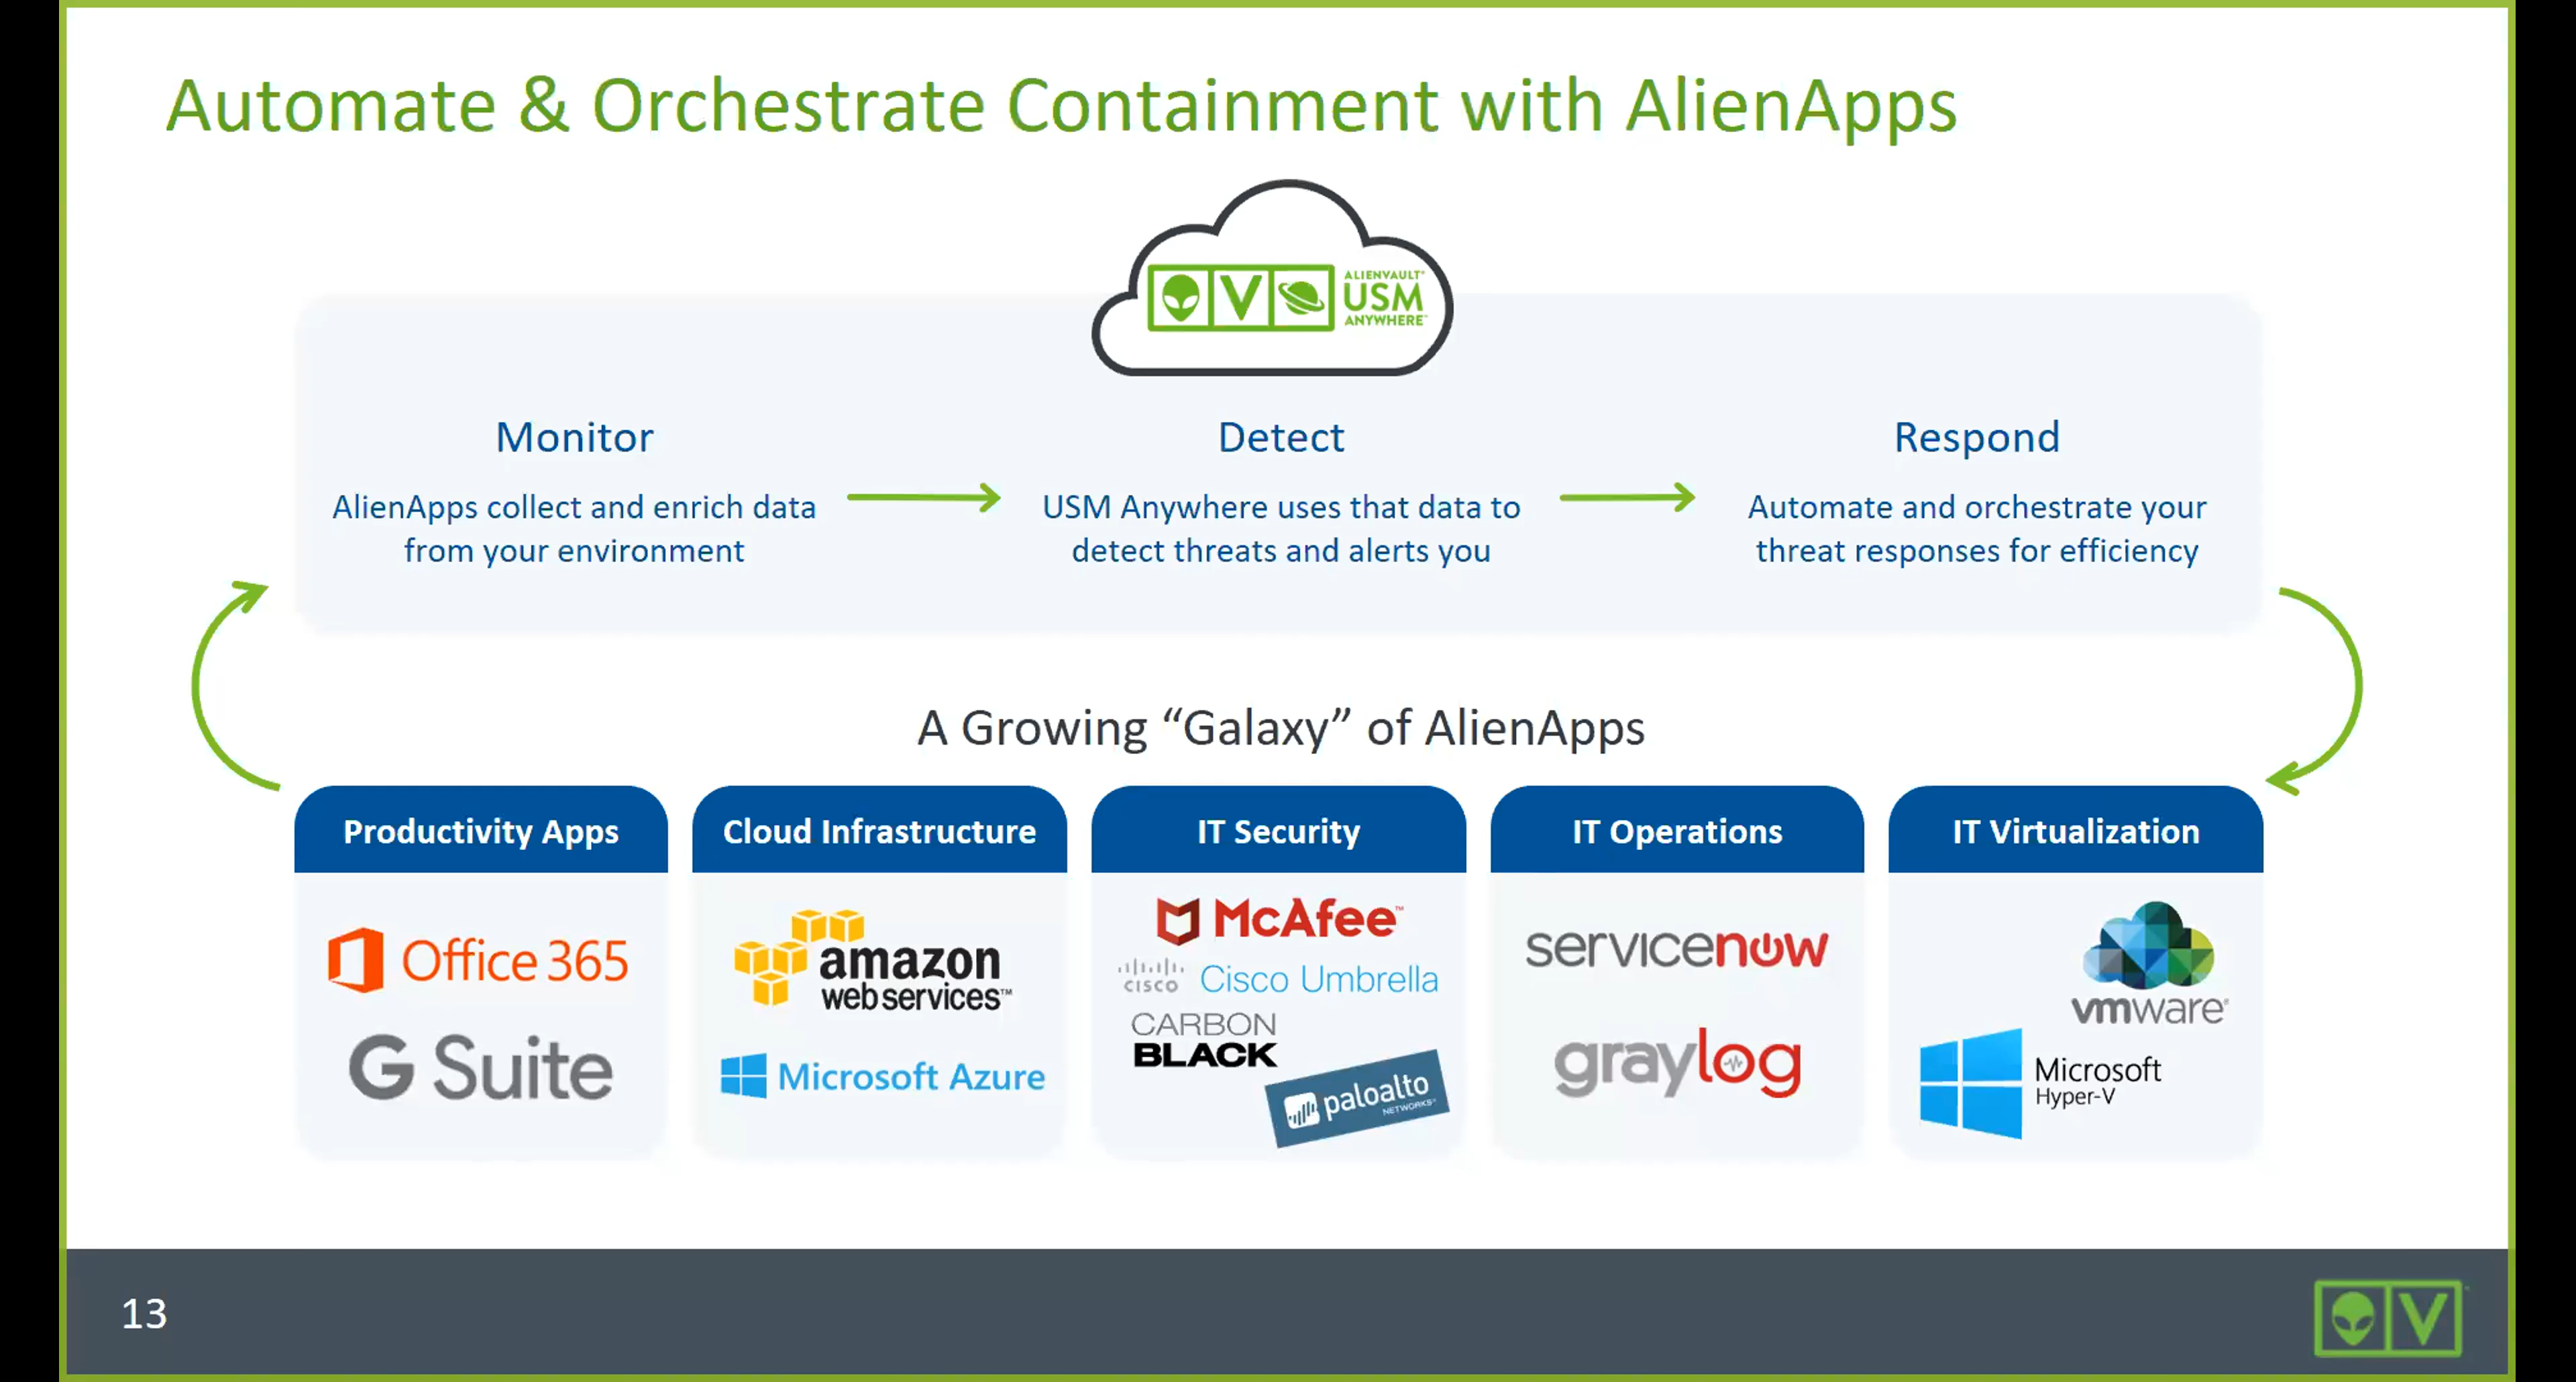 Automate & Orchestrate Containment with AlienApps
ALIENVAULT
USM
ANYWHERE
V
Monitor
AlienApps collect and enrich data
from your environment
Detect
USM Anywhere uses that data to
detect threats and alerts you
Respond
Automate and orchestrate your
threat responses for efficiency
A Growing “Galaxy” of AlienApps
Productivity Apps
Office 365
G Suite
Cloud Infrastructure
amazon
web services™
Microsoft Azure
IT Security
McAfee™
cisco Cisco Umbrella
CARBON
BLACK
paloalto
NETWORKS
IT Operations
servicenow
graylog
IT Virtualization
vmware®
Microsoft
Hyper-V
13
V